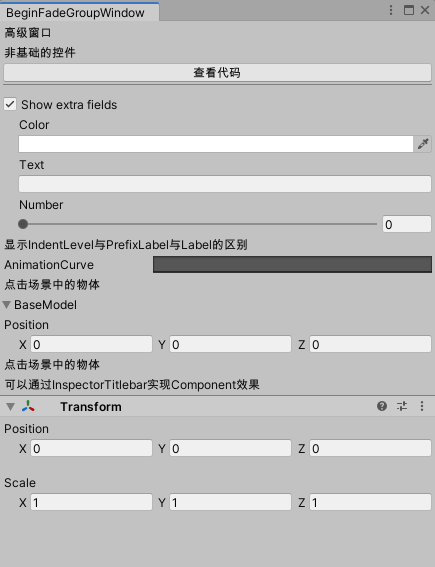 BeginFadeGroupWindow
高级窗口
非基础的控件
查看代码
Show extra fields
Color
Text
Number
0
显示IndentLevel与PrefixLabel与Label的区别
AnimationCurve
点击场景中的物体
BaseModel
Position
X 0 Y 0 Z 0
点击场景中的物体
可以通过InspectorTitlebar实现Component效果
Transform
Position
X 0 Y 0 Z 0
Scale
X 1 Y 1 Z 1